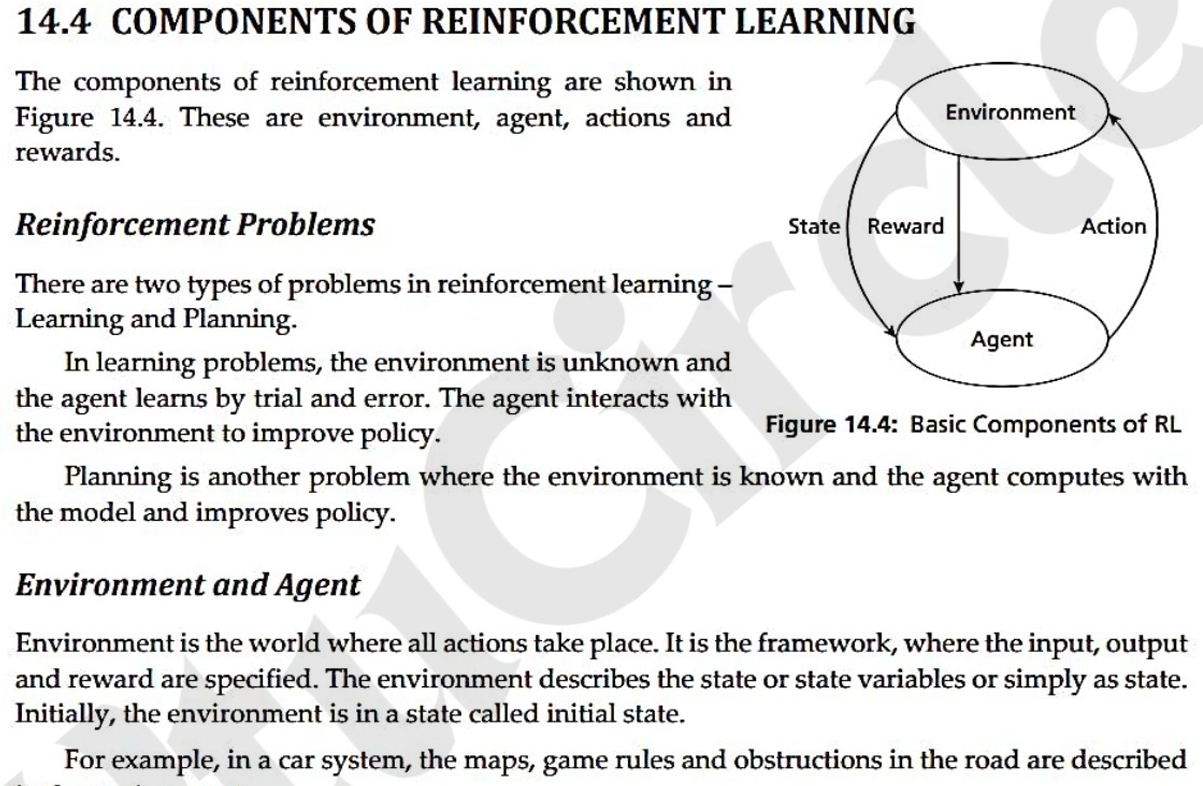 14.4 COMPONENTS OF REINFORCEMENT LEARNING
The components of reinforcement learning are shown in
Figure 14.4. These are environment, agent, actions and
rewards.
Reinforcement Problems
There are two types of problems in reinforcement learning –
Learning and Planning.
In learning problems, the environment is unknown and
the agent learns by trial and error. The agent interacts with
the environment to improve policy.
Environment
State
Reward
Action
Agent
Figure 14.4: Basic Components of RL
Planning is another problem where the environment is known and the agent computes with
the model and improves policy.
Environment and Agent
Environment is the world where all actions take place. It is the framework, where the input, output
and reward are specified. The environment describes the state or state variables or simply as state.
Initially, the environment is in a state called initial state.
For example, in a car system, the maps, game rules and obstructions in the road are described